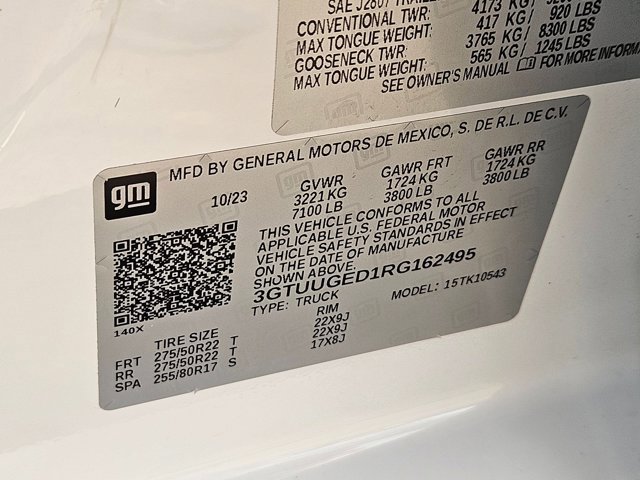 SAE J2807 TRAILER
CONVENTIONAL TWR: 4173 KG/
MAX TONGUE WEIGHT: 417 KG/ 920 LBS
GOOSENECK TWR: 3765 KG/ 8300 LBS
MAX TONGUE WEIGHT: 565 KG/ 1245 LBS
SEE OWNER'S MANUAL FOR MORE INFORMA
MFD BY GENERAL MOTORS DE MEXICO, S. DE R.L. DE C.V.
gm
10/23 GVWR GAWR FRT GAWR RR
3221 KG 1724 KG 1724 KG
7100 LB 3800 LB 3800 LB
THIS VEHICLE CONFORMS TO ALL
APPLICABLE U.S. FEDERAL MOTOR
VEHICLE SAFETY STANDARDS IN EFFECT
ON THE DATE OF MANUFACTURE
SHOWN ABOVE.
3GTUUGED1RG162495
TYPE: TRUCK MODEL: 15TK10543
140X
TIRE SIZE RIM
FRT 275/50R22 T 22X9J
RR 275/50R22 T 22X9J
SPA 255/80R17 S 17X8J